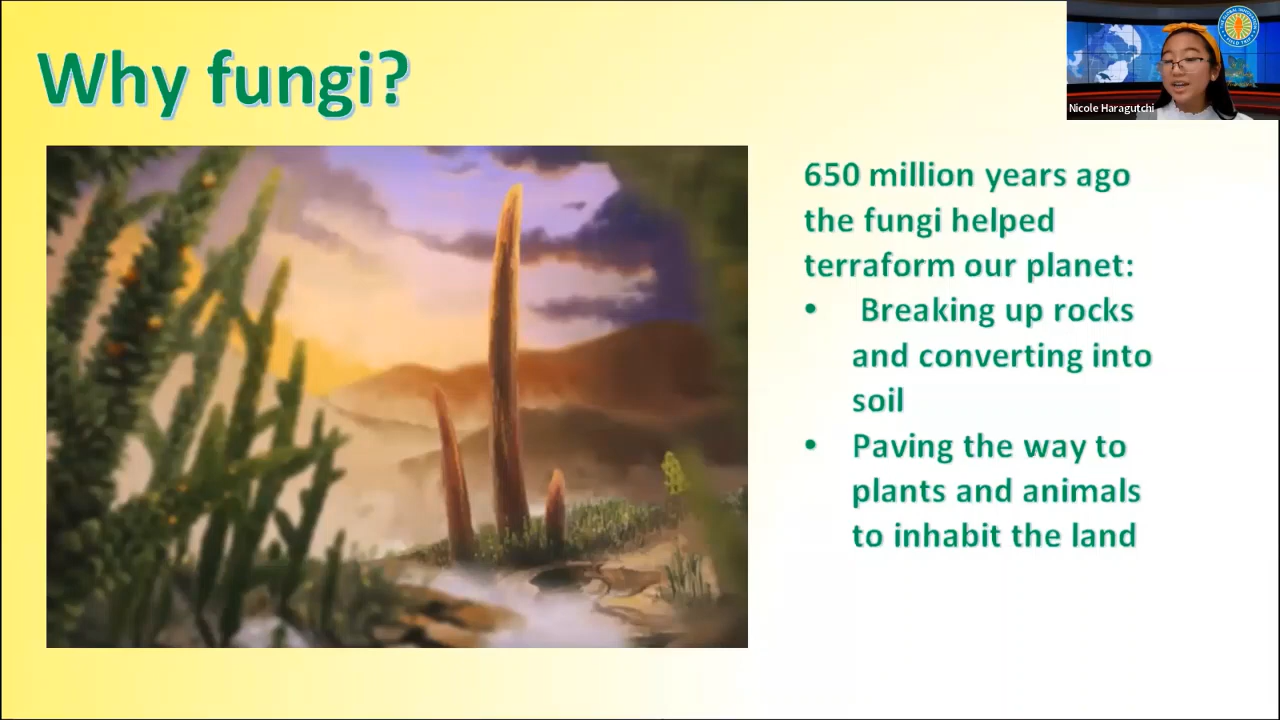 Why fungi?
Nicole Haragutchi
650 million years ago
the fungi helped
terraform our planet:
• Breaking up rocks
and converting into
soil
• Paving the way to
plants and animals
to inhabit the land